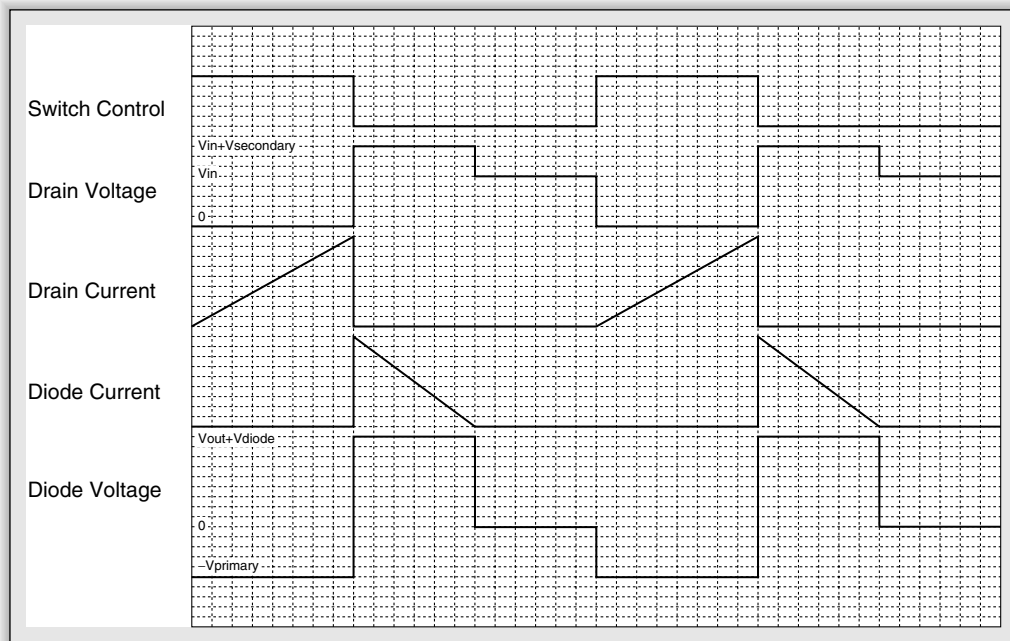 Switch Control
Vin+Vsecondary
Vin
Drain Voltage
0
Drain Current
Diode Current
Vout+Vdiode
Diode Voltage
0
–Vprimary